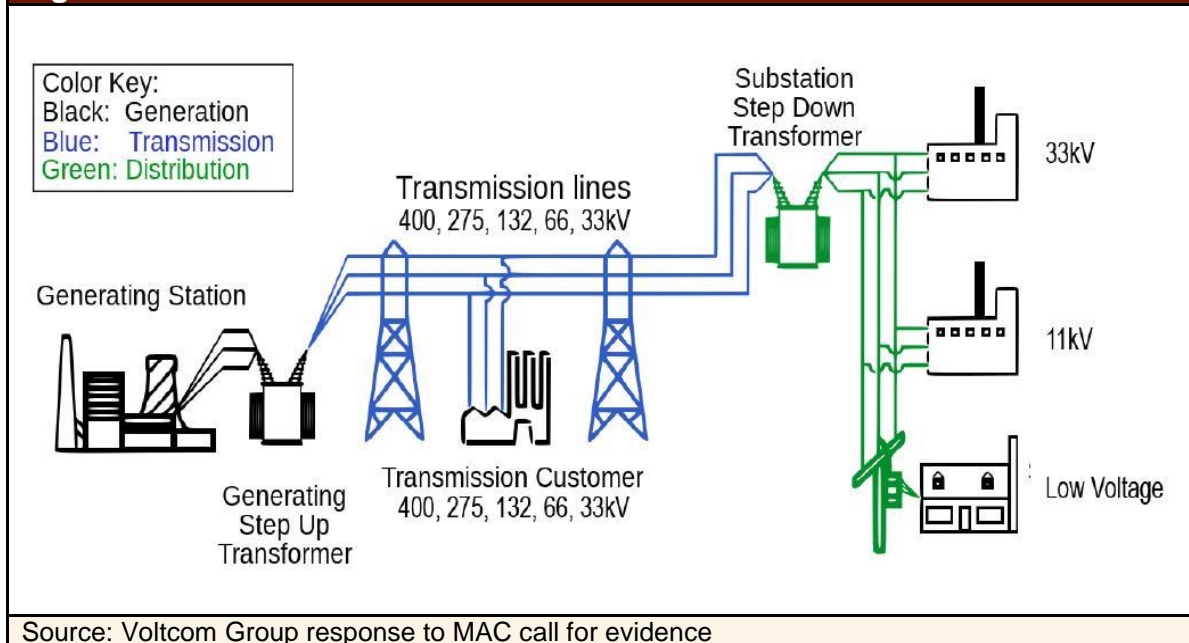 Color Key:
Black: Generation
Blue: Transmission
Green: Distribution
Generating Station
Generating
Step Up
Transformer
Transmission lines
400, 275, 132, 66, 33kV
Transmission Customer
400, 275, 132, 66, 33kV
Substation
Step Down
Transformer
33kV
11kV
Low Voltage
Source: Voltcom Group response to MAC call for evidence